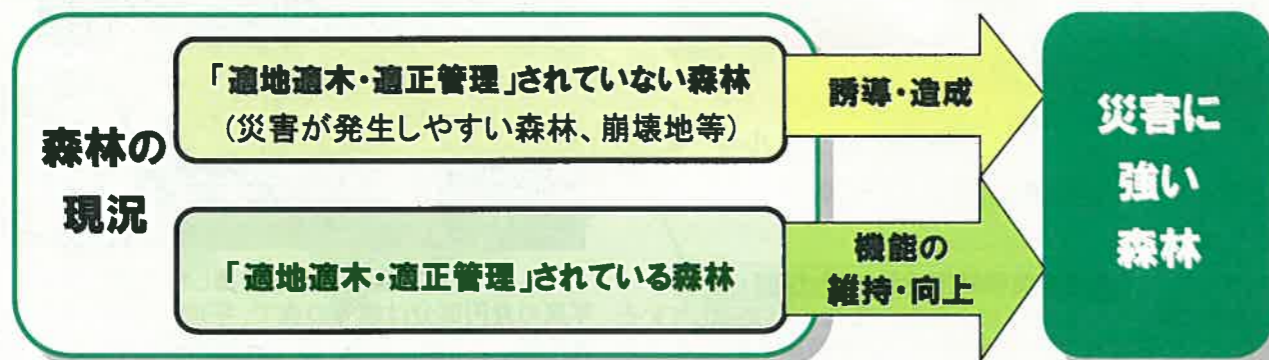 森林の
現況
「適地適木・適正管理」されていない森林
(災害が発生しやすい森林、崩壊地等)
誘導・造成
「適地適木・適正管理」されている森林
機能の
維持・向上
災害に
強い
森林